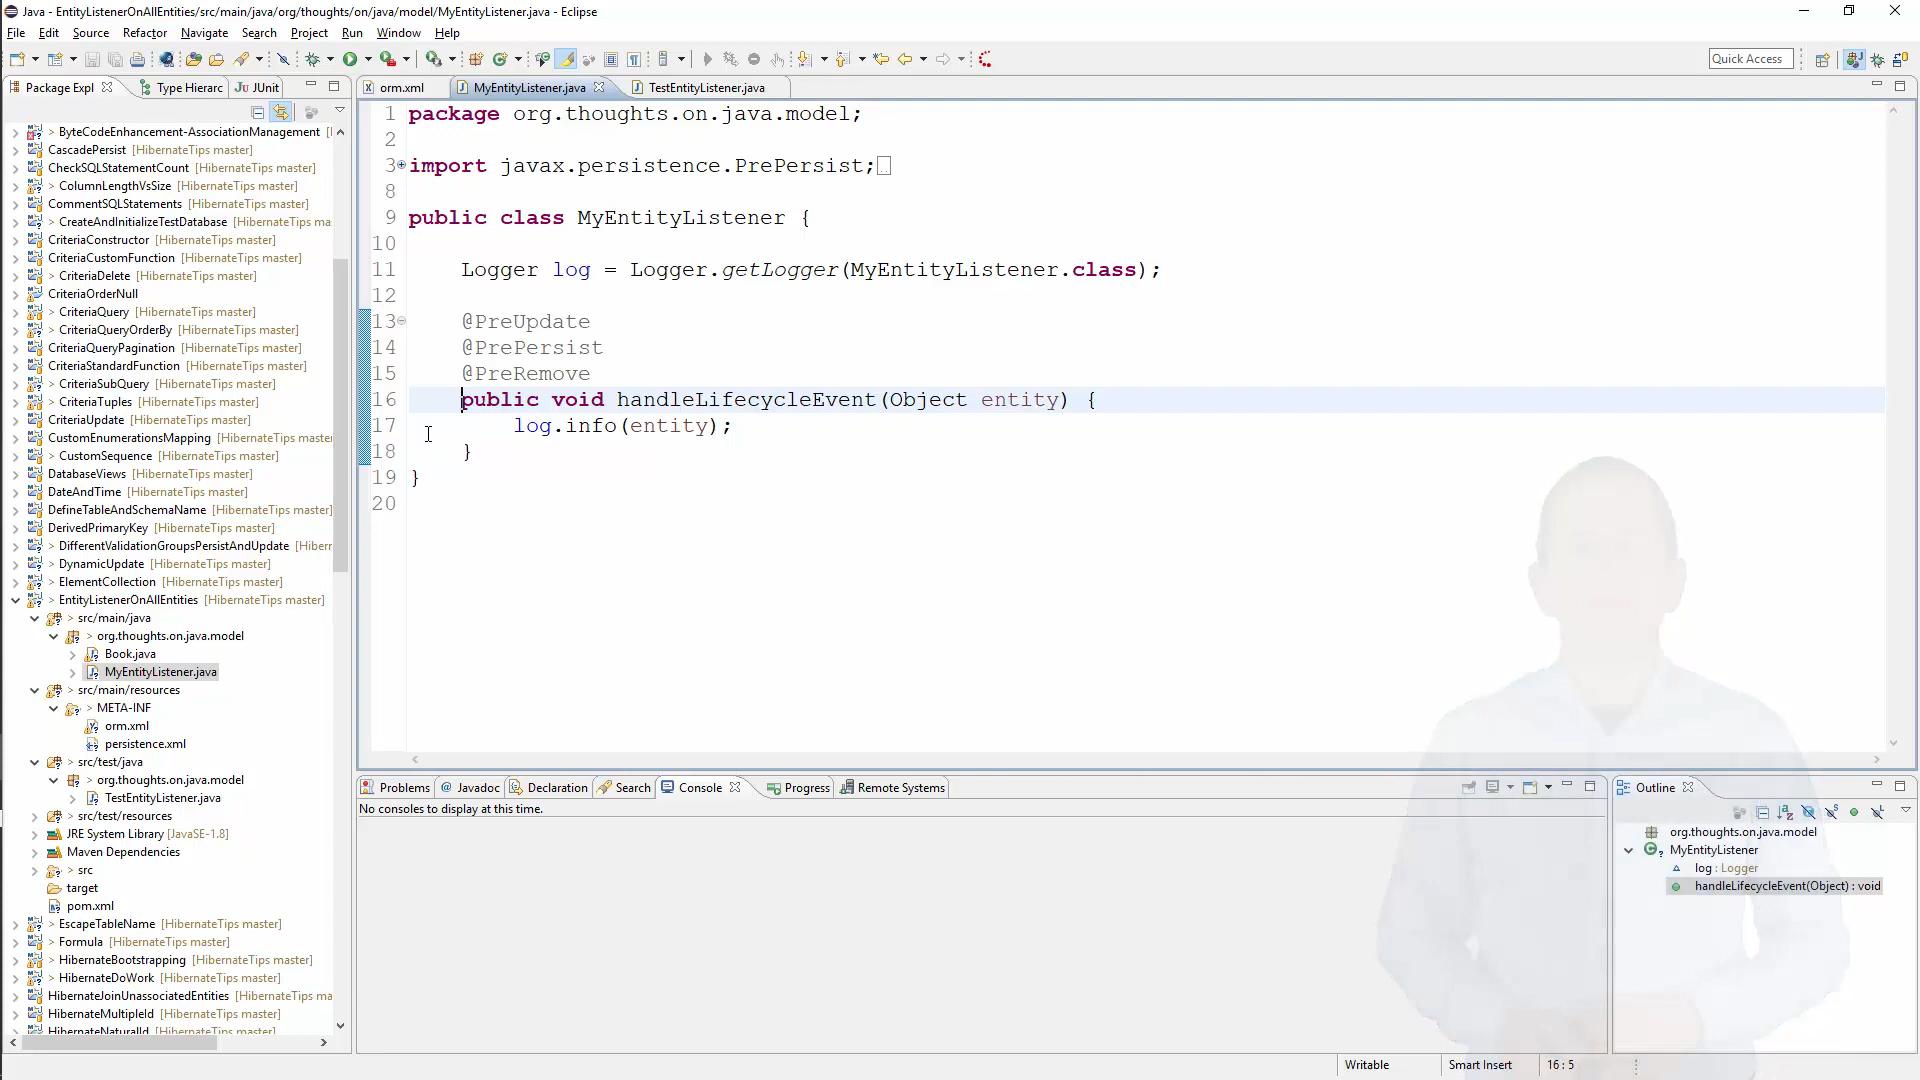 Java - EntityListenerOnAllEntities/src/main/java/org/thoughts/on/java/model/MyEntityListener.java - Eclipse
File Edit Source Refactor Navigate Search Project Run Window Help
Quick Access
Package Expl Type Hierarc JUnit
orm.xml MyEntityListener.java TestEntityListener.java
> ByteCodeEnhancement-AssociationManagement [
CascadePersist [HibernateTips master]
CheckSQLStatementCount [HibernateTips master]
> ColumnLengthVsSize [HibernateTips master]
CommentSQLStatements [HibernateTips master]
> CreateAndInitializeTestDatabase [HibernateTips ma
CriteriaConstructor [HibernateTips master]
CriteriaCustomFunction [HibernateTips master]
> CriteriaDelete [HibernateTips master]
CriteriaOrderNull
> CriteriaQuery [HibernateTips master]
> CriteriaQueryOrderBy [HibernateTips master]
CriteriaQueryPagination [HibernateTips master]
CriteriaStandardFunction [HibernateTips master]
> CriteriaSubQuery [HibernateTips master]
> CriteriaTuples [HibernateTips master]
CriteriaUpdate [HibernateTips master]
CustomEnumerationsMapping [HibernateTips master]
> CustomSequence [HibernateTips master]
DatabaseViews [HibernateTips master]
DateAndTime [HibernateTips master]
DefineTableAndSchemaName [HibernateTips master]
DerivedPrimaryKey [HibernateTips master]
> DifferentValidationGroupsPersistAndUpdate [Hibern
> DynamicUpdate [HibernateTips master]
> ElementCollection [HibernateTips master]
> EntityListenerOnAllEntities [HibernateTips master]
> src/main/java
> org.thoughts.on.java.model
Book.java
MyEntityListener.java
> src/main/resources
> META-INF
orm.xml
persistence.xml
> src/test/java
> org.thoughts.on.java.model
TestEntityListener.java
> src/test/resources
JRE System Library [JavaSE-1.8]
Maven Dependencies
> src
target
pom.xml
> EscapeTableName [HibernateTips master]
> Formula [HibernateTips master]
> HibernateBootstrapping [HibernateTips master]
> HibernateDoWork [HibernateTips master]
HibernateJoinUnassociatedEntities [HibernateTips ma
HibernateMultipleId [HibernateTips master]
HibernateNaturalId [HibernateTips master]
1 package org.thoughts.on.java.model;
2
3 import javax.persistence.PrePersist;
8
9 public class MyEntityListener {
10
11 Logger log = Logger.getLogger(MyEntityListener.class);
12
13 @PreUpdate
14 @PrePersist
15 @PreRemove
16 public void handleLifecycleEvent(Object entity) {
17 log.info(entity);
18 }
19 }
20
Problems @ Javadoc Declaration Search Console Progress Remote Systems
No consoles to display at this time.
Outline
org.thoughts.on.java.model
MyEntityListener
log : Logger
handleLifecycleEvent(Object) : void
Writable Smart Insert 16 : 5